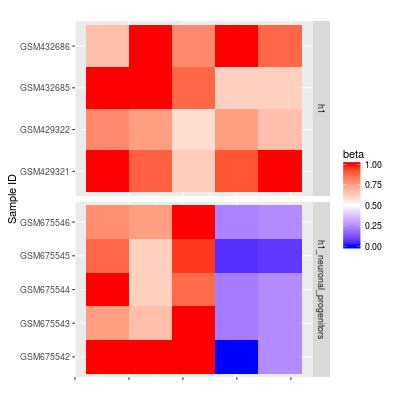 Sample ID
GSM432686
GSM432685
GSM429322
GSM429321
h1
GSM675546
GSM675545
GSM675544
GSM675543
GSM675542
h1_neuronal_progenitors
beta
1.00
0.75
0.50
0.25
0.00